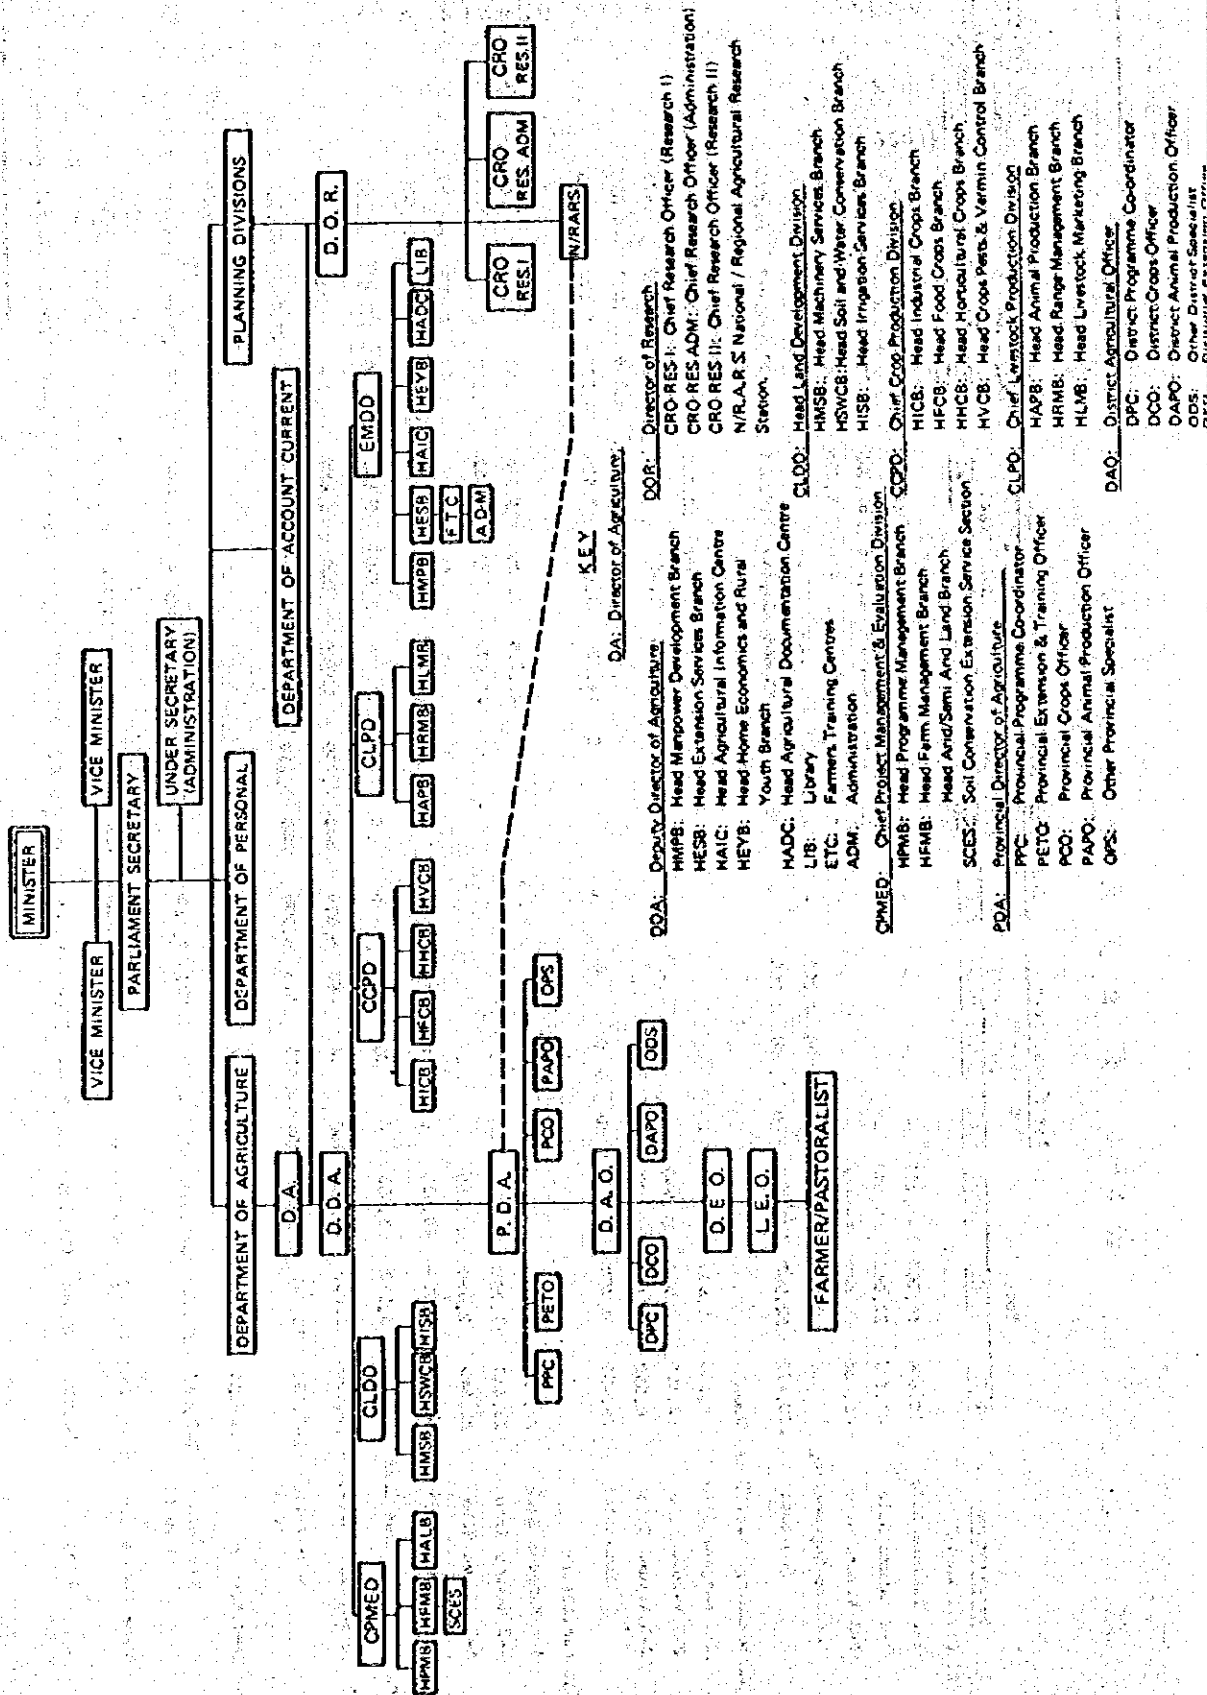 MINISTER
VICE MINISTER
VICE MINISTER
PARLIAMENT SECRETARY
UNDER SECRETARY
(ADMINISTRATION)
DEPARTMENT OF AGRICULTURE
DEPARTMENT OF PERSONAL
PLANNING DIVISIONS
DEPARTMENT OF ACCOUNT CURRENT
D. A.
D. D. A.
D. O. R.
CPMED
CLDO
CCPD
CLPD
EMDO
HPMB
HFMB
HALB
SCES
HMSB
HSWCB
HISB
HICB
HFCB
HHCB
HVCB
HAPB
HRMB
HLMR
HMPB
HESB
HAIC
HEYB
HADC
LIB
F T C
A D M
CRO
RES. I
CRO
RES. ADM
CRO
RES. II
N/RARS
P. D. A.
PPC
PETO
PCO
PAPO
OPS
D. A. O.
DPC
DCO
DAPO
ODS
D. E. O.
L. E. O.
FARMER/PASTORALIST
KEY
DA: Director of Agriculture
DDA: Deputy Director of Agriculture
HMPB: Head Manpower Development Branch
HESB: Head Extension Services Branch
HAIC: Head Agricultural Information Centre
HEYB: Head Home Economics and Rural
Youth Branch
HADC: Head Agricultural Documentation Centre
LIB: Library
FTC: Farmers Training Centres
ADM: Administration
CPMED: Chief Project Management & Evaluation Division
HPMB: Head Programme Management Branch
HFMB: Head Farm Management Branch
Head Arid/Semi Arid Land Branch
SCES: Soil Conservation Extension Service Section
PDA: Provincial Director of Agriculture
PPC: Provincial Programme Co-ordinator
PETO: Provincial Extension & Training Officer
PCO: Provincial Crops Officer
PAPO: Provincial Animal Production Officer
OPS: Other Provincial Specialist
DOR: Director of Research
CRO-RES-I: Chief Research Officer (Research I)
CRO-RES ADM: Chief Research Officer (Administration)
CRO-RES-II: Chief Research Officer (Research II)
N/R.A.R.S. National / Regional Agricultural Research
Station.
CLDO: Head Land Development Division
HMSB: Head Machinery Services Branch
HSWCB: Head Soil and Water Conservation Branch
HISB: Head Irrigation Services Branch
CCPD: Chief Crop Production Division
HICB: Head Industrial Crops Branch
HFCB: Head Food Crops Branch
HHCB: Head Horticultural Crops Branch
HVCB: Head Crops Pests & Vermin Control Branch
CLPD: Chief Livestock Production Division
HAPB: Head Animal Production Branch
HRMB: Head Range Management Branch
HLMB: Head Livestock Marketing Branch
DAO: District Agricultural Officer
DPC: District Programme Co-ordinator
DCO: District Crops Officer
DAPO: District Animal Production Officer
ODS: Other District Specialist